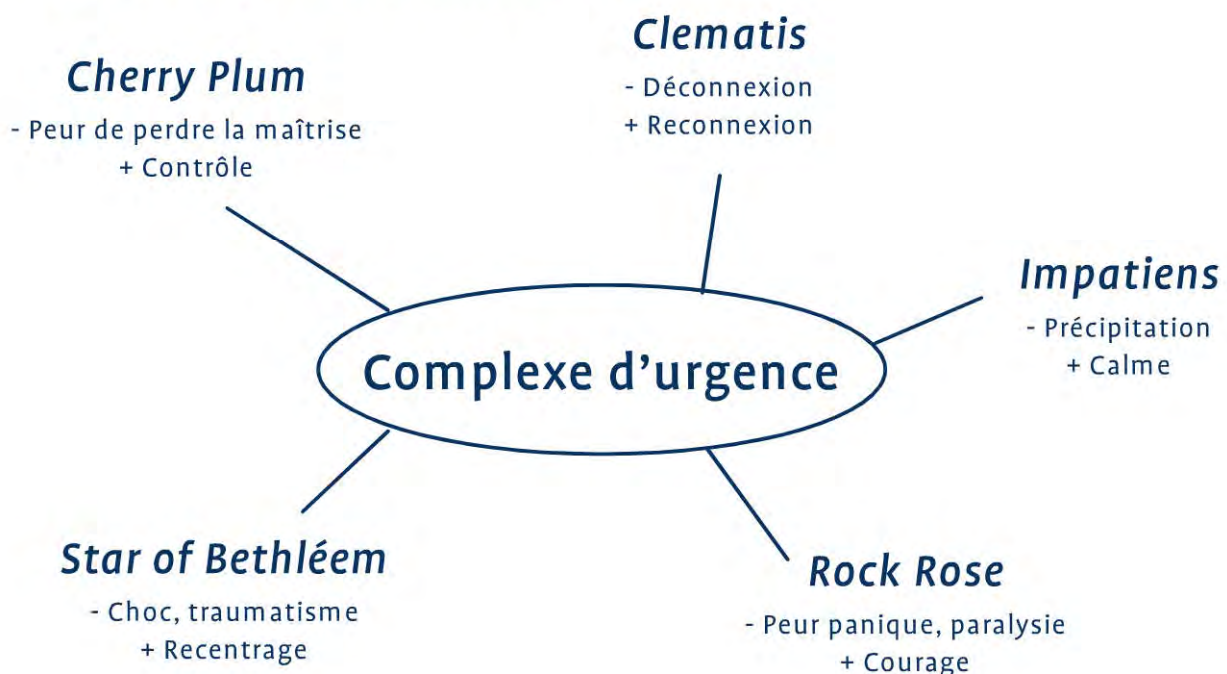 Clematis
- Déconnexion
+ Reconnexion
Cherry Plum
- Peur de perdre la maîtrise
+ Contrôle
Impatiens
- Précipitation
+ Calme
Complexe d’urgence
Star of Bethléem
- Choc, traumatisme
+ Recentrage
Rock Rose
- Peur panique, paralysie
+ Courage